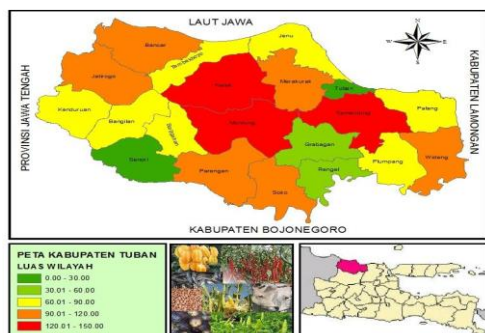 LAUT JAWA
Jenu
Bancar
Tambakboyo
Jatirogo
Merakurak
Tuban
Palang
Kenduruan
Bangilan
Semanding
Grabagan
Plumpang
Widang
Senori
Parengan
Rengel
Soko
PROVINSI JAWA TENGAH
KABUPATEN LAMONGAN
KABUPATEN BOJONEGORO
PETA KABUPATEN TUBAN
LUAS WILAYAH
0.00 - 30.00
30.01 - 60.00
60.01 - 90.00
90.01 - 120.00
120.01 - 150.00